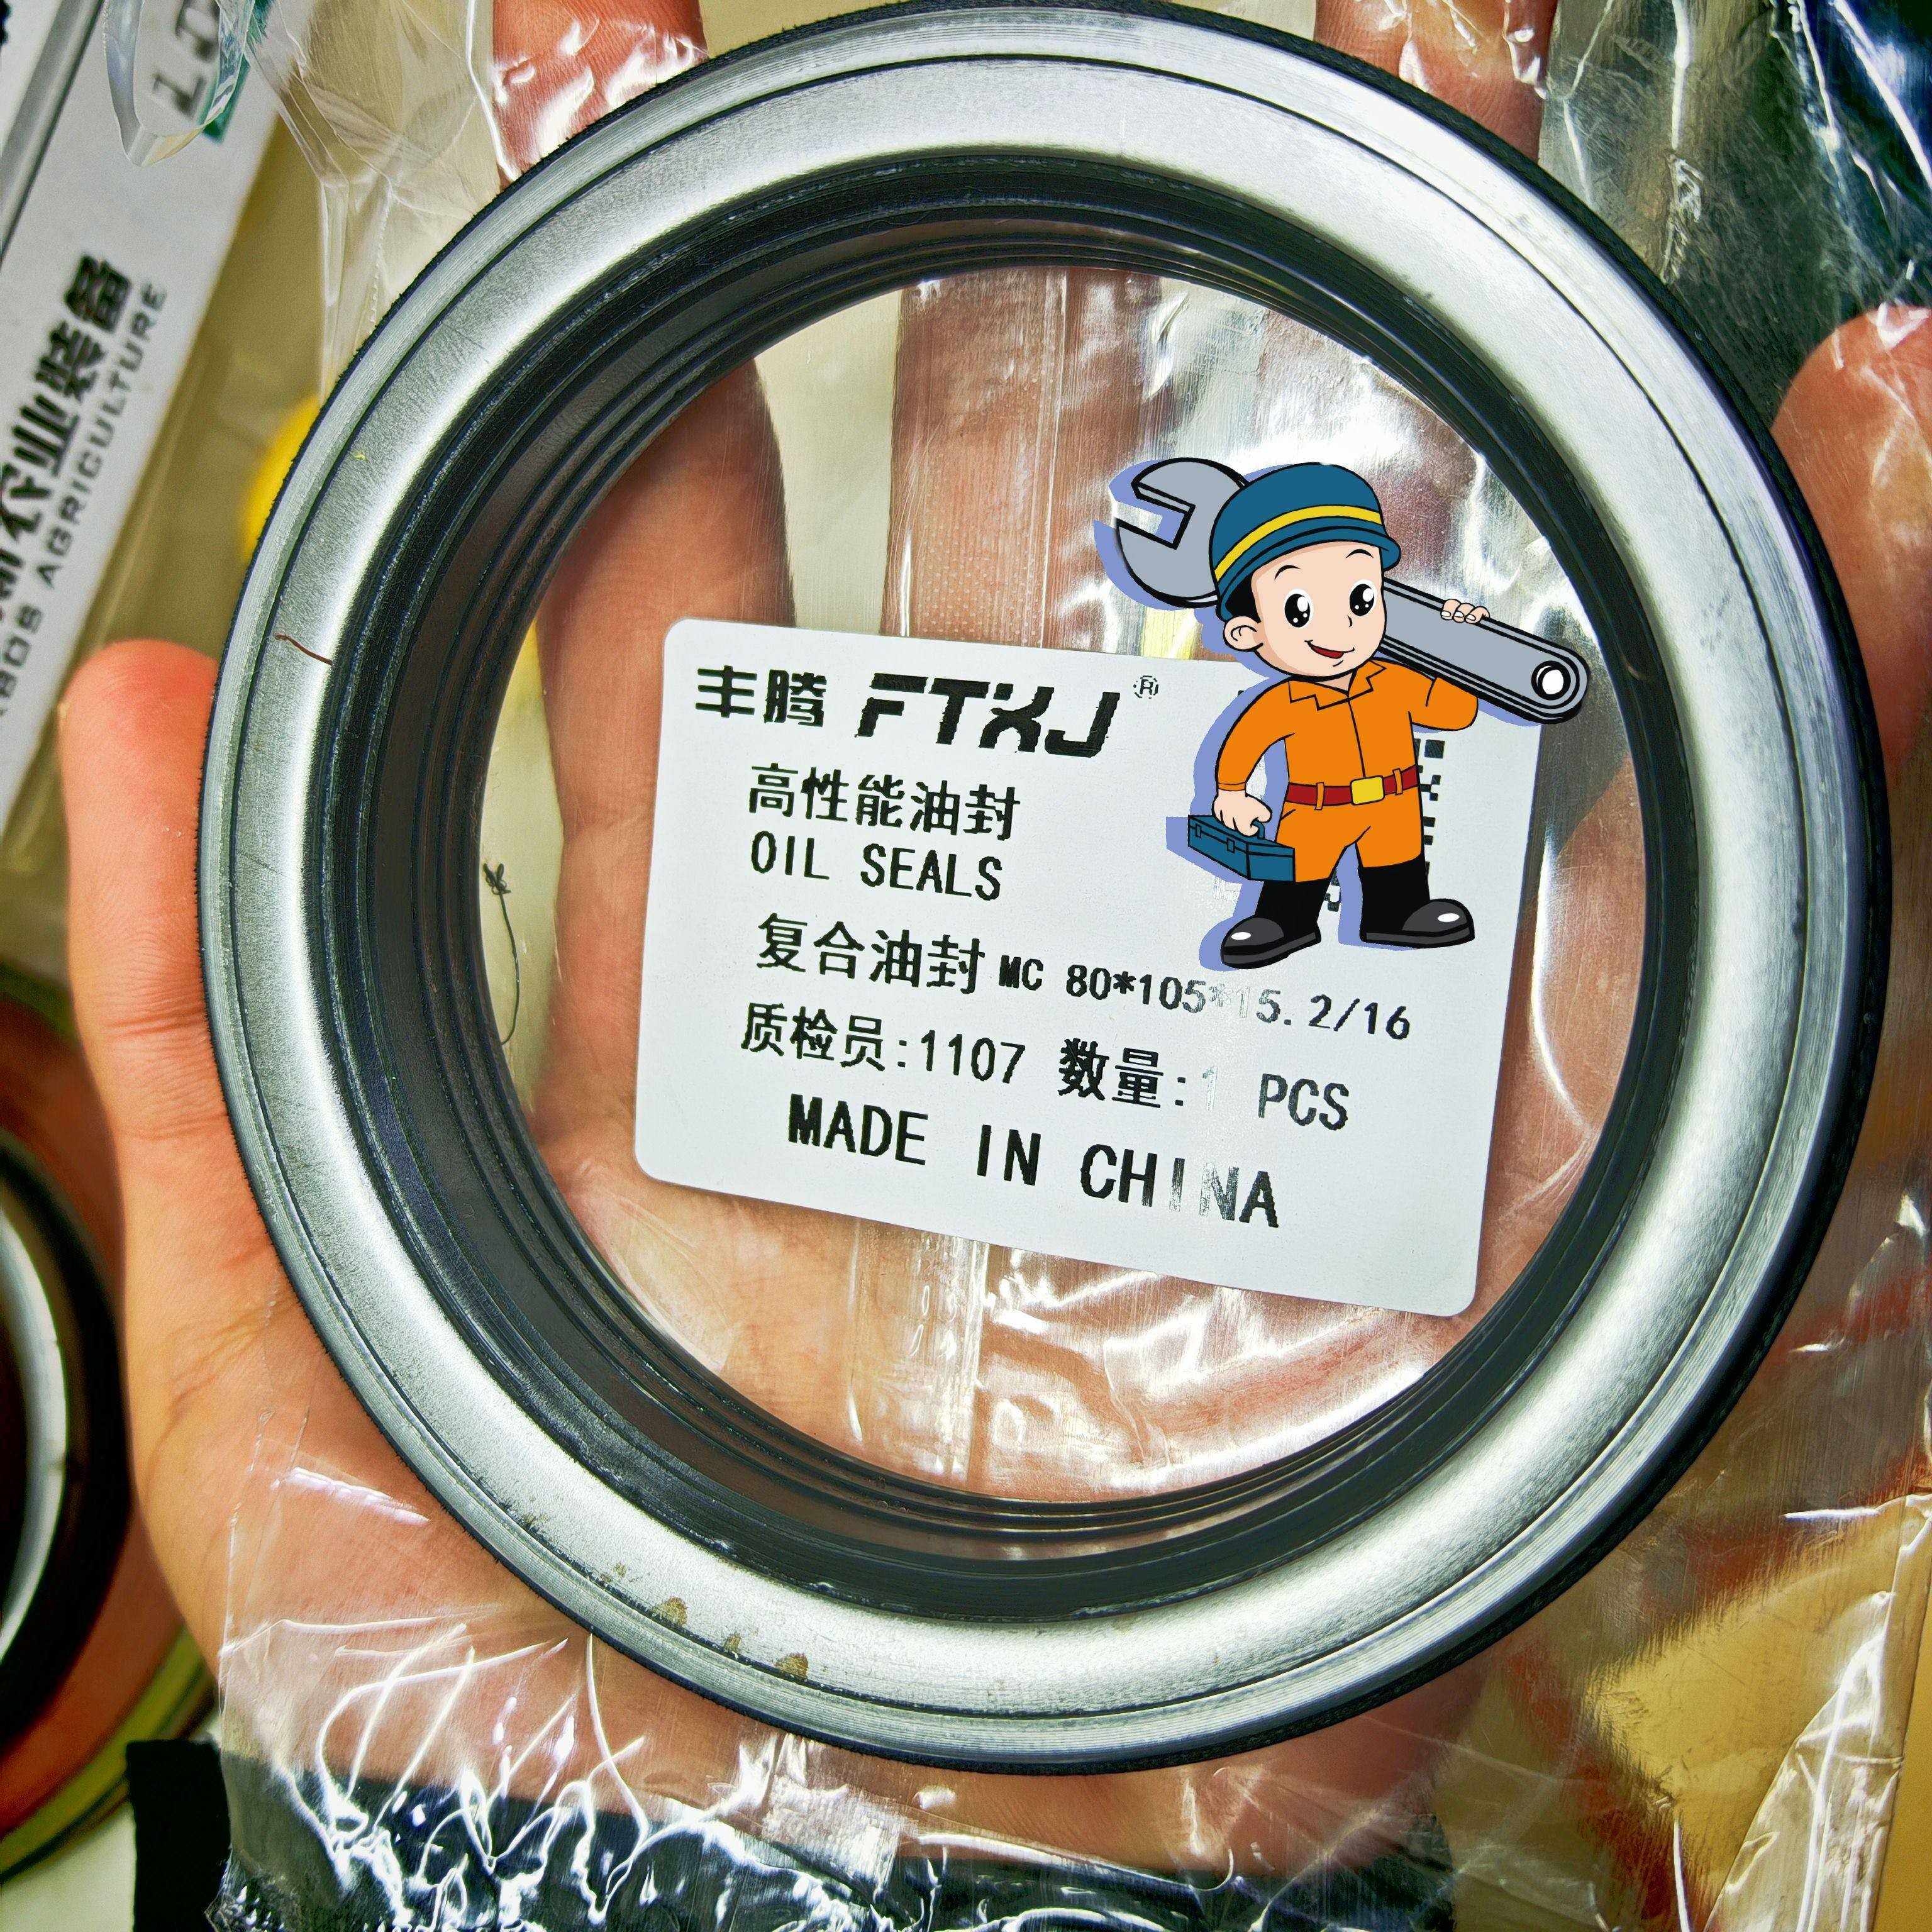 丰腾 FTXJ®
高性能油封
OIL SEALS
复合油封 MC 80*105*15.2/16
质检员:1107 数量:1 PCS
MADE IN CHINA
农业装备
AGRICULTURE